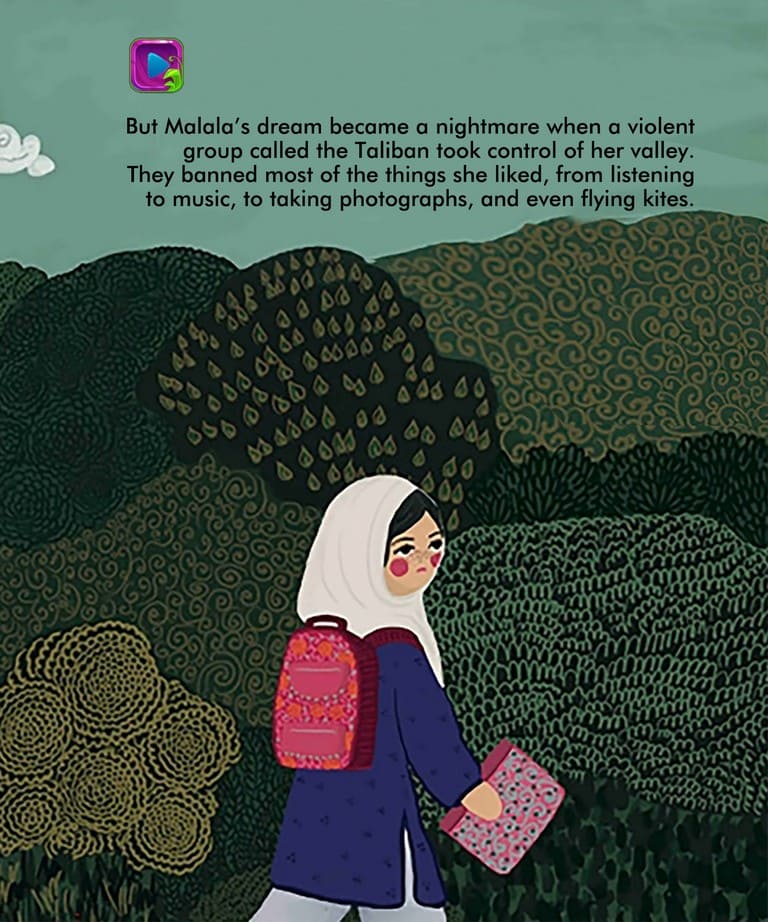 But Malala's dream became a nightmare when a violent
group called the Taliban took control of her valley.
They banned most of the things she liked, from listening
to music, to taking photographs, and even flying kites.